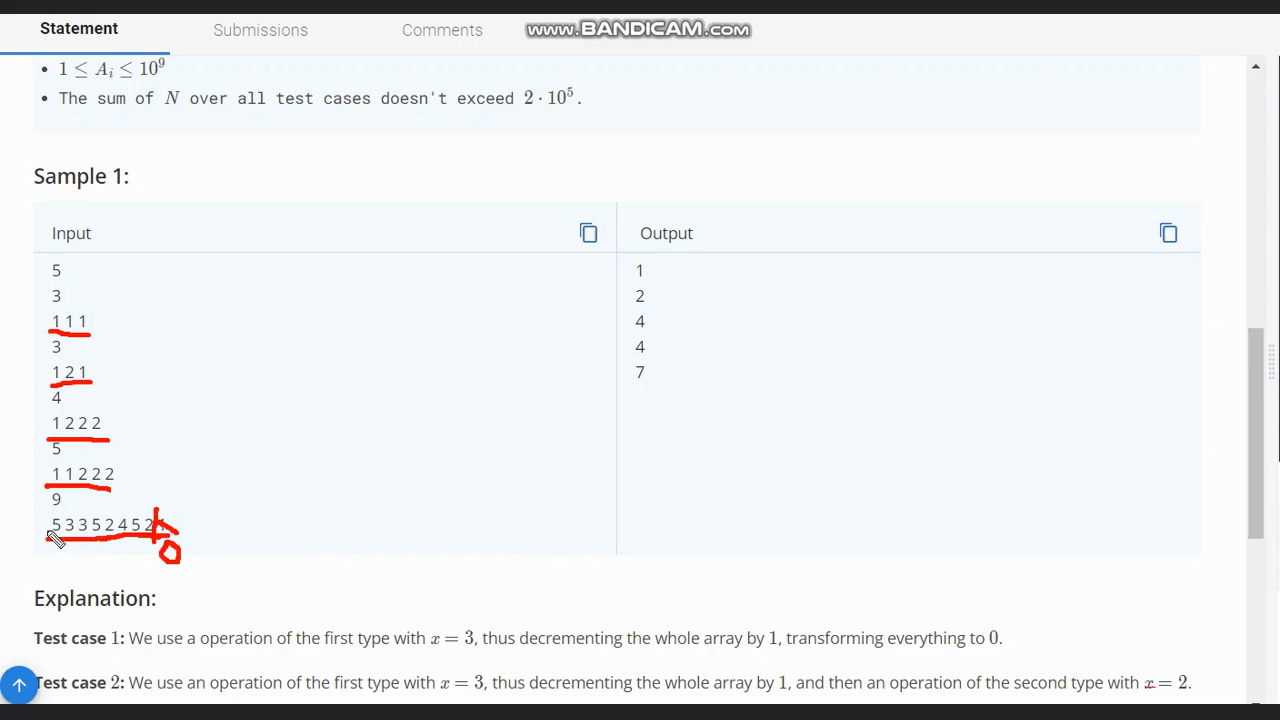 Statement Submissions Comments www.BANDICAM.com
• 1 ≤ Aᵢ ≤ 10⁹
• The sum of N over all test cases doesn't exceed 2 · 10⁵.
Sample 1:
Input Output
5 1
3 2
1 1 1 4
3 4
1 2 1 7
4
1 2 2 2
5
1 1 2 2 2
9
5 3 3 5 2 4 5 2
0
Explanation:
Test case 1: We use a operation of the first type with x = 3, thus decrementing the whole array by 1, transforming everything to 0.
Test case 2: We use an operation of the first type with x = 3, thus decrementing the whole array by 1, and then an operation of the second type with x = 2.